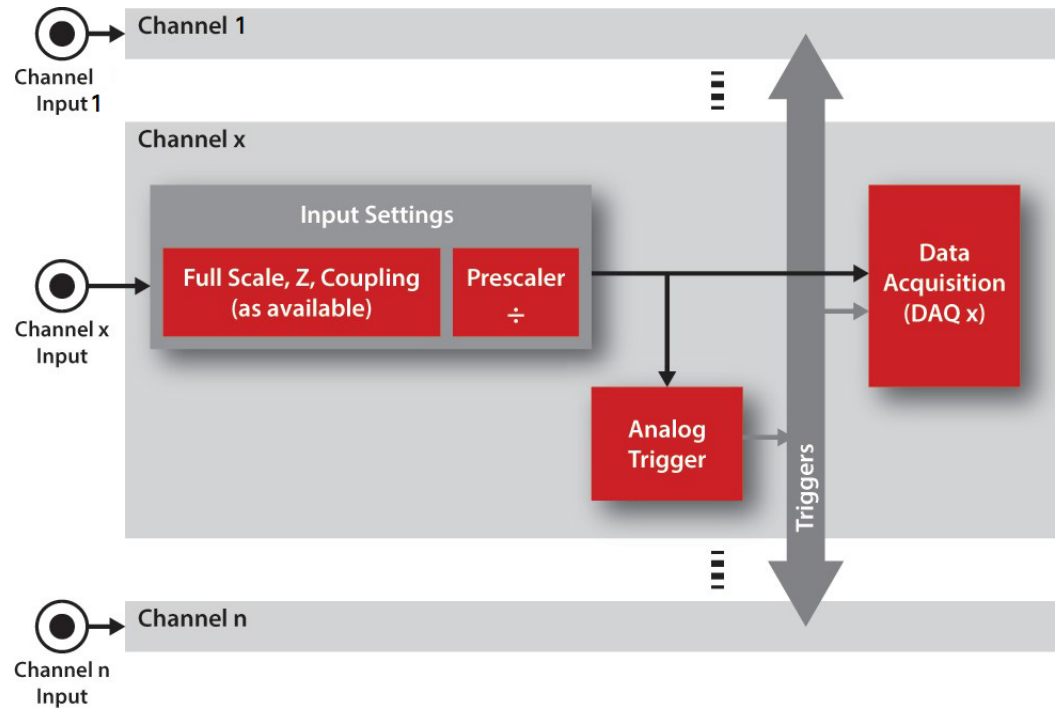 Channel 1
Channel
Input 1
Channel x
Input Settings
Full Scale, Z, Coupling
(as available)
Prescaler
÷
Data
Acquisition
(DAQ x)
Channel x
Input
Analog
Trigger
Triggers
Channel n
Channel n
Input